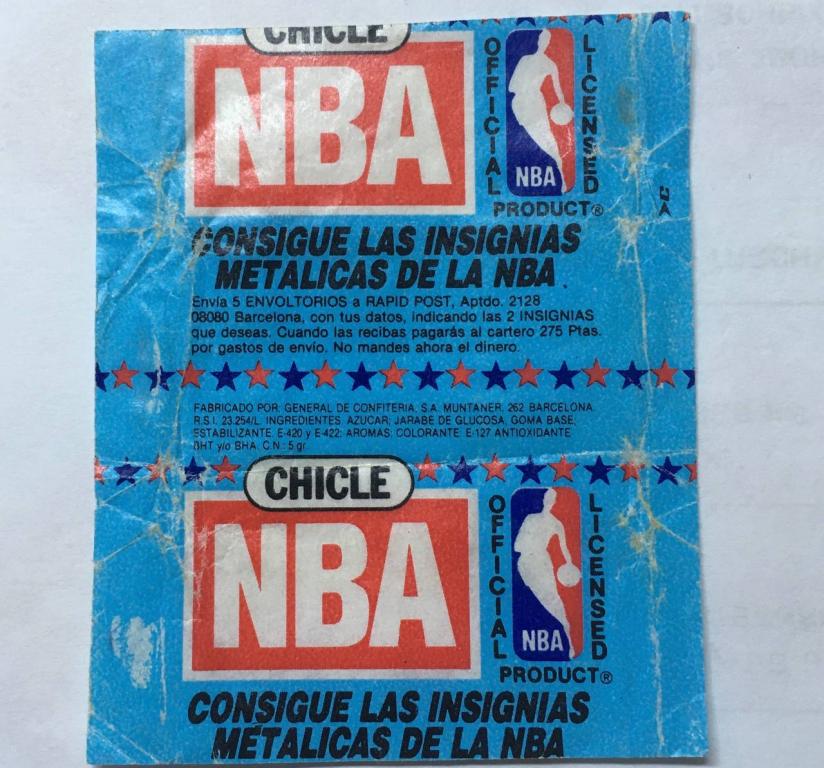 CHICLE
NBA
OFFICIAL
NBA
LICENSED
PRODUCT®
CONSIGUE LAS INSIGNIAS
METALICAS DE LA NBA
Envía 5 ENVOLTORIOS a RAPID POST, Aptdo. 2128
08080 Barcelona, con tus datos, indicando las 2 INSIGNIAS
que deseas. Cuando las recibas pagarás al cartero 275 Ptas.
por gastos de envío. No mandes ahora el dinero.
FABRICADO POR: GENERAL DE CONFITERIA, S.A. MUNTANER, 262 BARCELONA.
R.S.I. 23.254/L. INGREDIENTES: AZUCAR, JARABE DE GLUCOSA, GOMA BASE,
ESTABILIZANTE: E-420 y E-422; AROMAS; COLORANTE: E-127 ANTIOXIDANTE
BHT y/o BHA. C.N.: 5 gr.
CHICLE
NBA
OFFICIAL
NBA
LICENSED
PRODUCT®
CONSIGUE LAS INSIGNIAS
METALICAS DE LA NBA